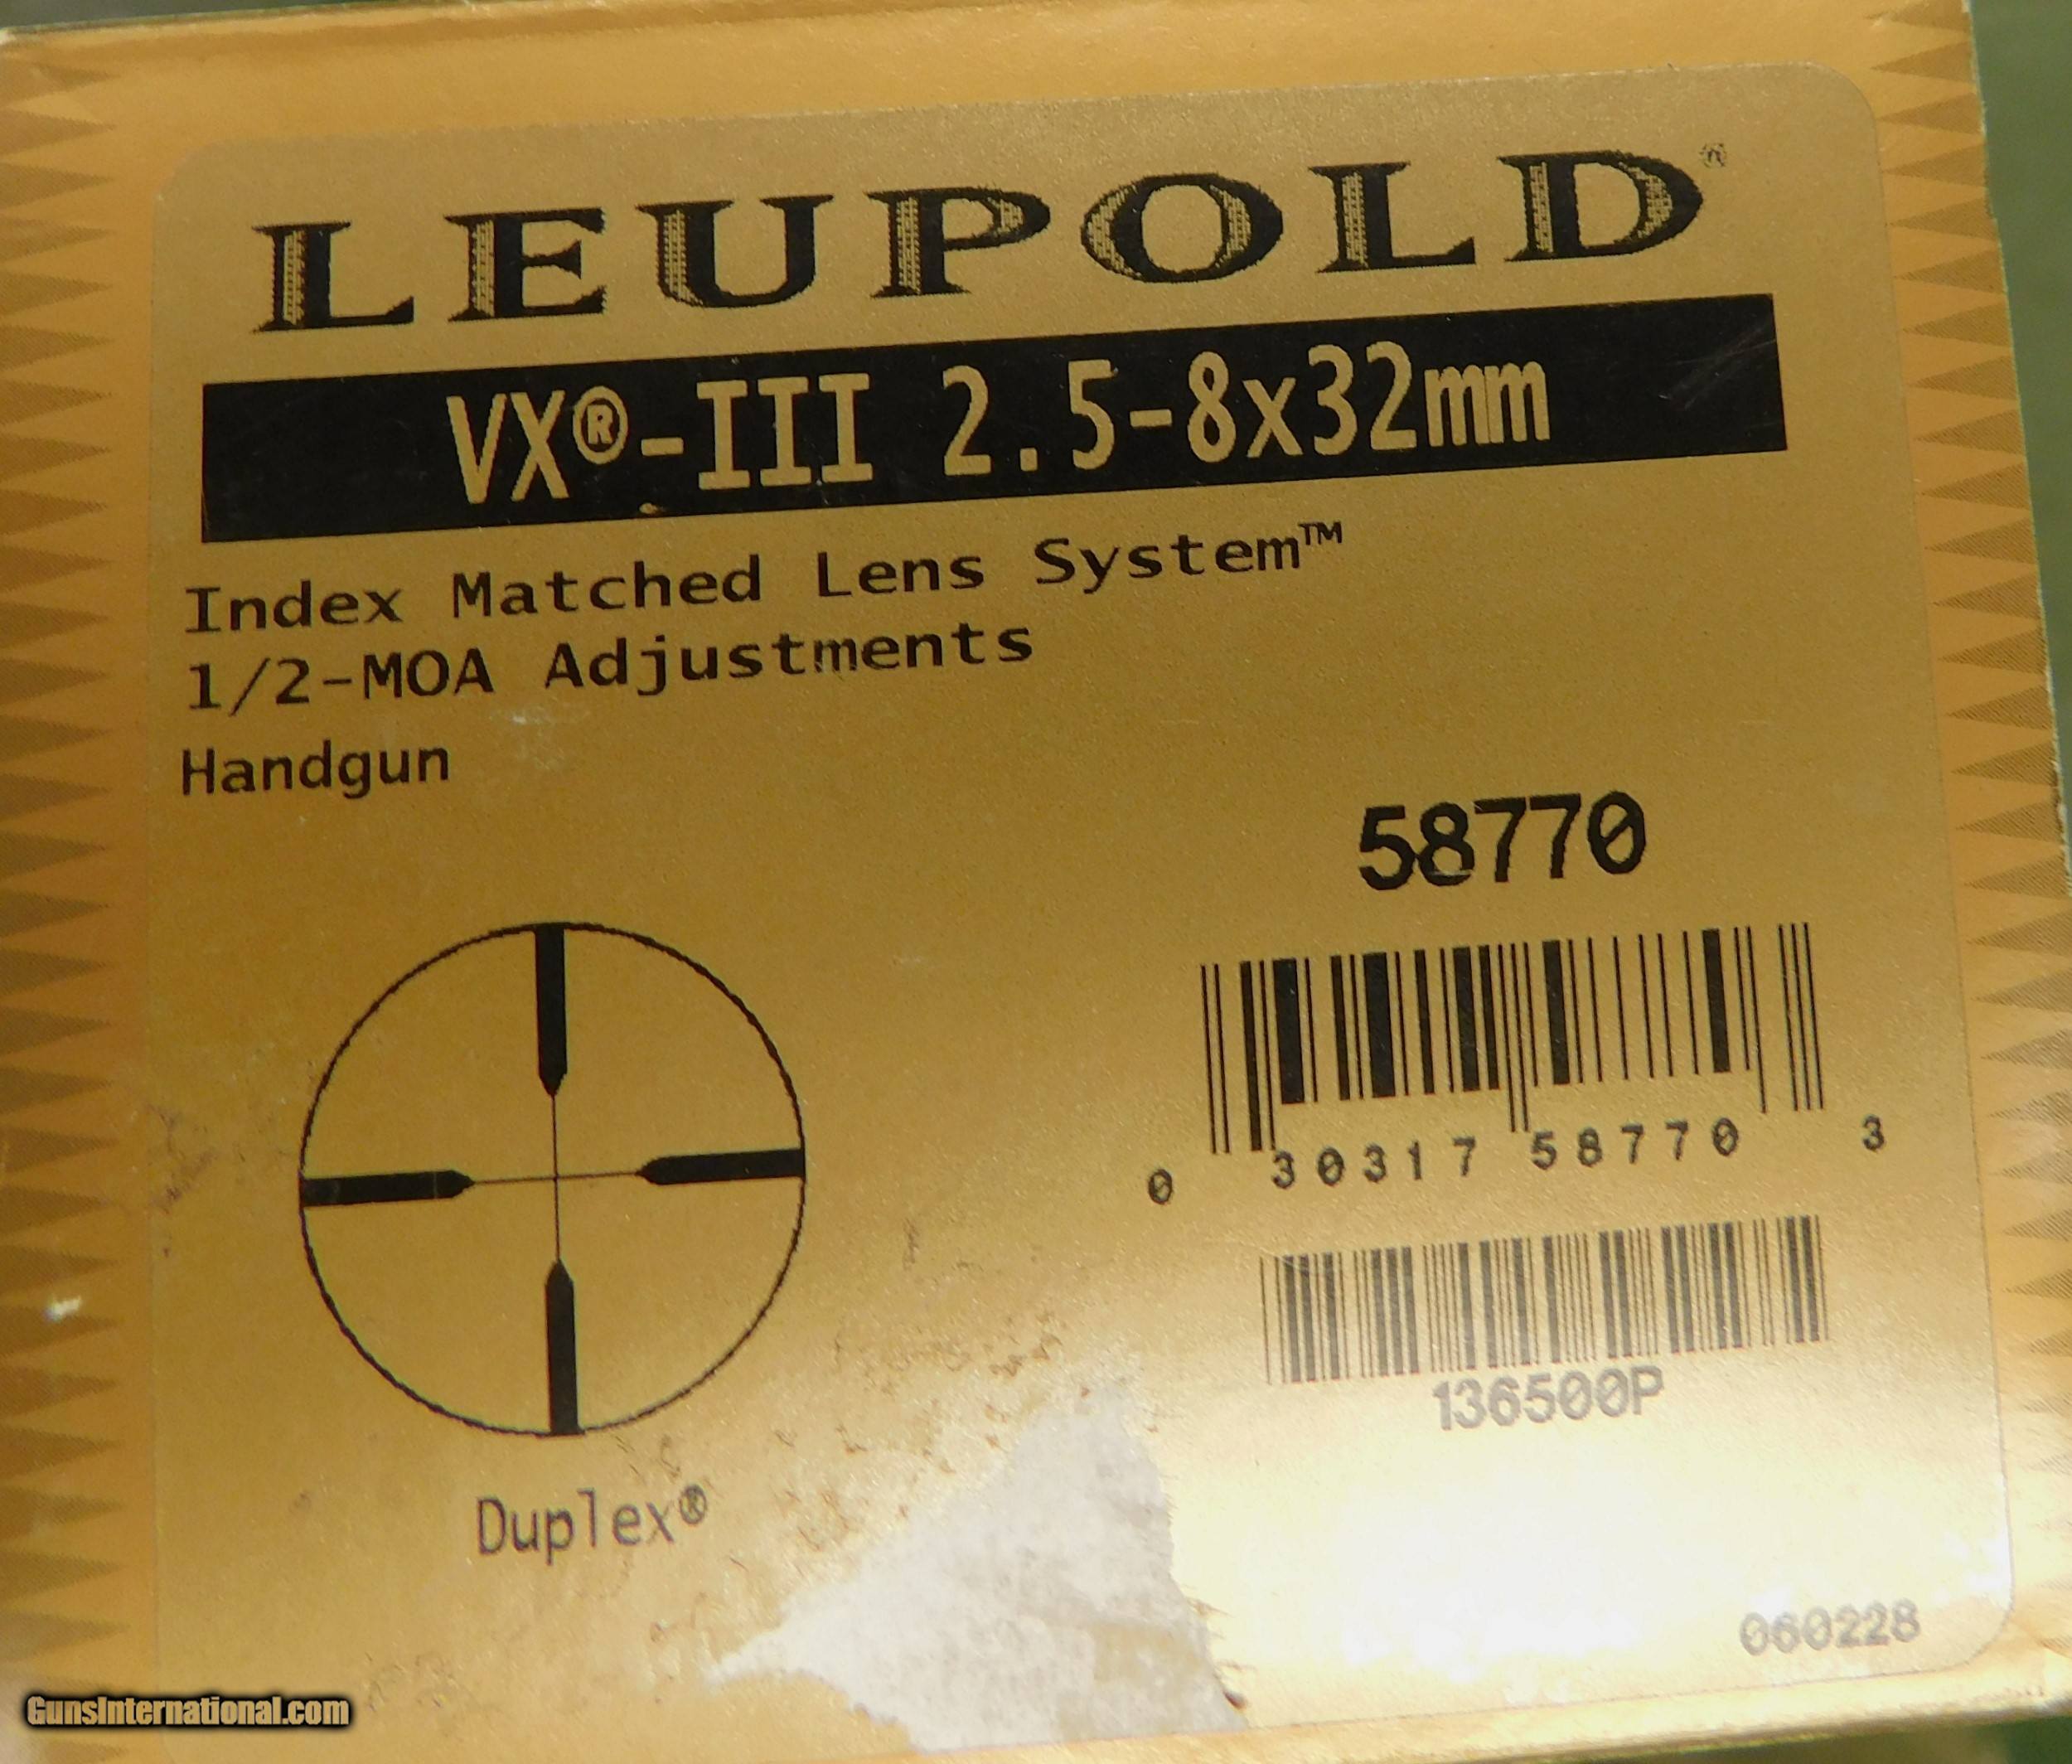 LEUPOLD®
VX®-III 2.5-8x32mm
Index Matched Lens System™
1/2-MOA Adjustments
Handgun
58770
0 30317 58770 3
136500P
Duplex®
060228
GunsInternational.com